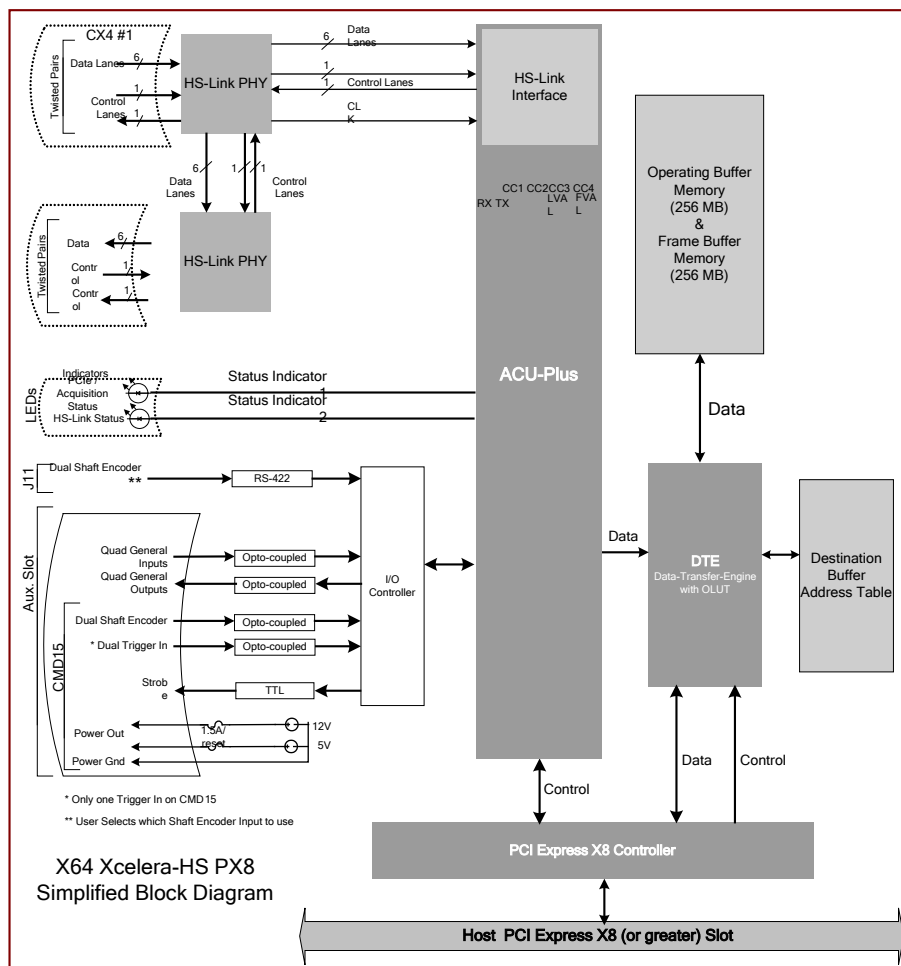 CX4 #1
Twisted Pairs
Data Lanes
6
Control
Lanes
1
1
HS-Link PHY
6
Data
Lanes
1
1
Control Lanes
CL
K
HS-Link
Interface
6
Data
Lanes
1
1
Control
Lanes
HS-Link PHY
Twisted Pairs
Data
6
Contr
ol
1
Contr
ol
1
CC1 CC2 CC3 CC4
RX TX
LVA
L
FVA
L
ACU-Plus
Operating Buffer
Memory
(256 MB)
&
Frame Buffer
Memory
(256 MB)
Data
LEDs
Indicators
PCIe /
Acquisition
Status
HS-Link Status
Status Indicator
1
Status Indicator
2
J11
Dual Shaft Encoder
**
RS-422
Aux. Slot
Quad General
Inputs
Opto-coupled
Quad General
Outputs
Opto-coupled
CMD15
Dual Shaft Encoder
Opto-coupled
* Dual Trigger In
Opto-coupled
Strob
e
TTL
I/O
Controller
Power Out
1.5A/
reset
12V
5V
Power Gnd
Data
DTE
Data-Transfer-Engine
with OLUT
Destination
Buffer
Address Table
Control
Data
Control
* Only one Trigger In on CMD15
** User Selects which Shaft Encoder Input to use
PCI Express X8 Controller
X64 Xcelera-HS PX8
Simplified Block Diagram
Host PCI Express X8 (or greater) Slot